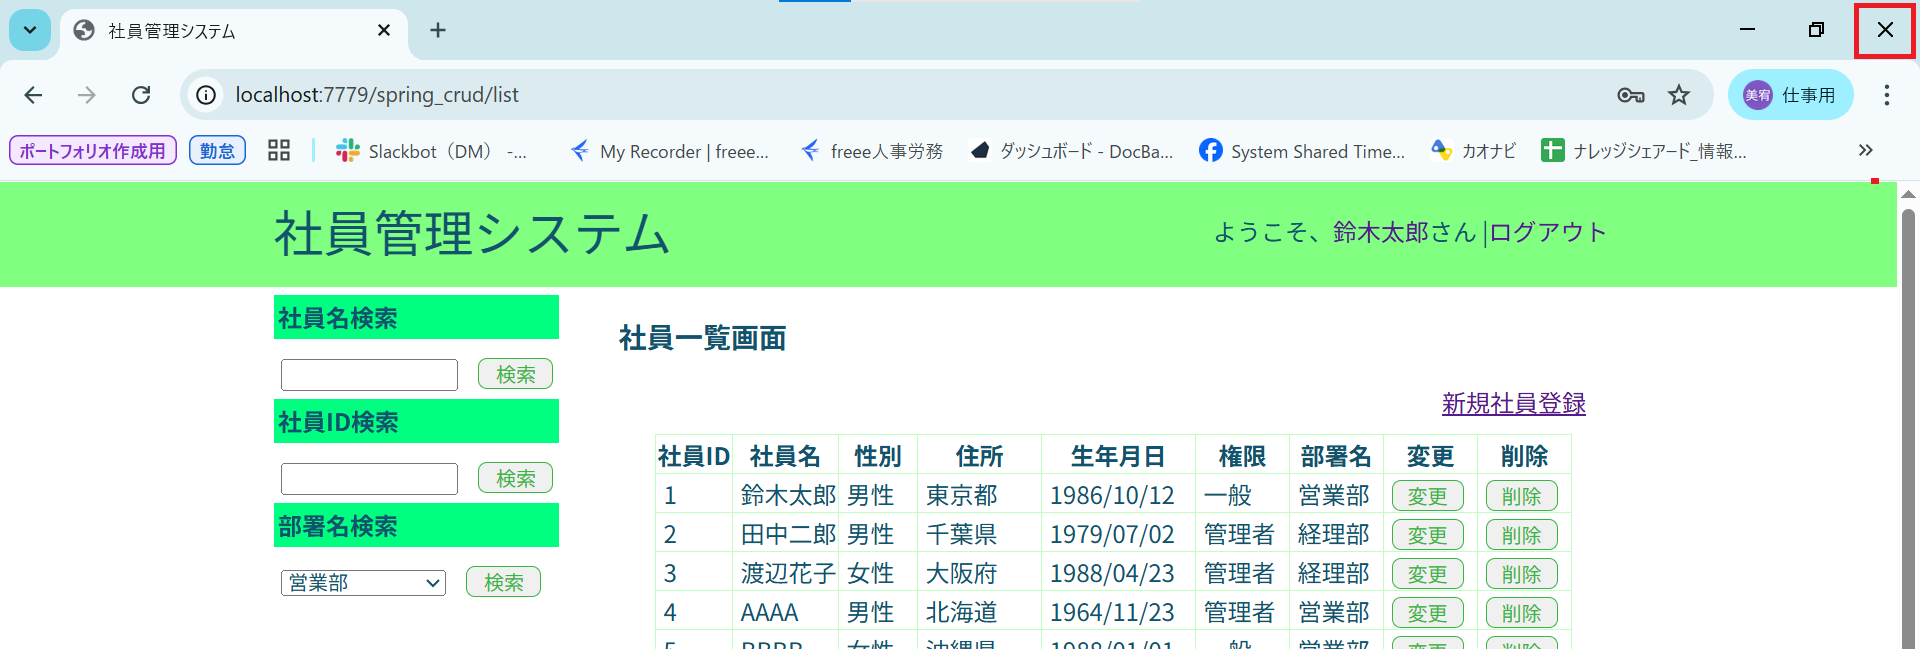 社員管理システム
localhost:7779/spring_crud/list
美宥 仕事用
ポートフォリオ作成用 勤怠 Slackbot（DM） -... My Recorder | freee... freee人事労務 ダッシュボード - DocBa... System Shared Time... カオナビ ナレッジシェアード_情報...
社員管理システム
ようこそ、鈴木太郎さん |ログアウト
社員名検索
検索
社員ID検索
検索
部署名検索
営業部 検索
社員一覧画面
新規社員登録
社員ID 社員名 性別 住所 生年月日 権限 部署名 変更 削除
1 鈴木太郎 男性 東京都 1986/10/12 一般 営業部 変更 削除
2 田中二郎 男性 千葉県 1979/07/02 管理者 経理部 変更 削除
3 渡辺花子 女性 大阪府 1988/04/23 管理者 経理部 変更 削除
4 AAAA 男性 北海道 1964/11/23 管理者 営業部 変更 削除